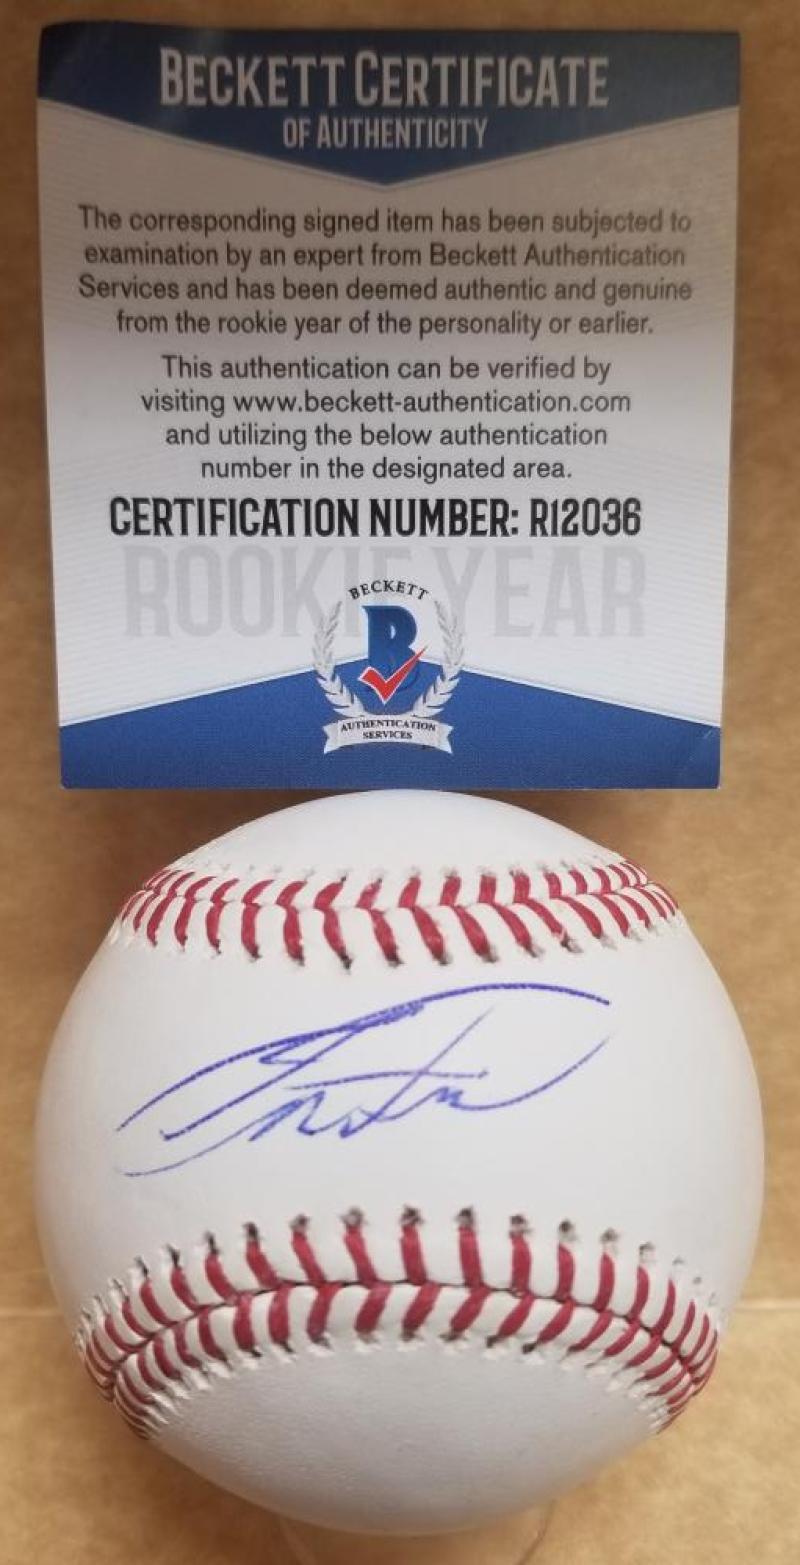 BECKETT CERTIFICATE
OF AUTHENTICITY
The corresponding signed item has been subjected to
examination by an expert from Beckett Authentication
Services and has been deemed authentic and genuine
from the rookie year of the personality or earlier.
This authentication can be verified by
visiting www.beckett-authentication.com
and utilizing the below authentication
number in the designated area.
CERTIFICATION NUMBER: R12036
ROOKIE YEAR
BECKETT
B
AUTHENTICATION
SERVICES